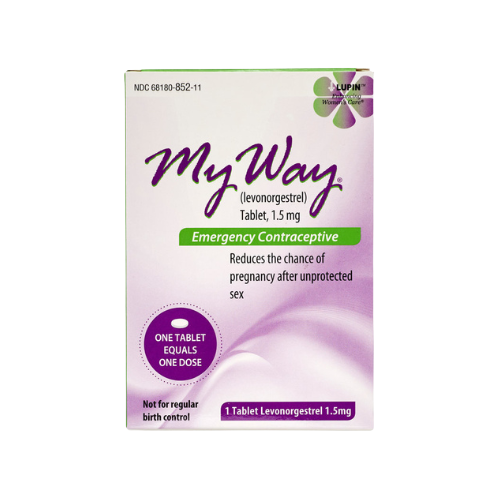 NDC 68180-852-11
LUPIN™
Women's Care®
My Way®
(levonorgestrel)
Tablet, 1.5 mg
Emergency Contraceptive
Reduces the chance of
pregnancy after unprotected
sex
ONE TABLET
EQUALS
ONE DOSE
Not for regular
birth control
1 Tablet Levonorgestrel 1.5mg